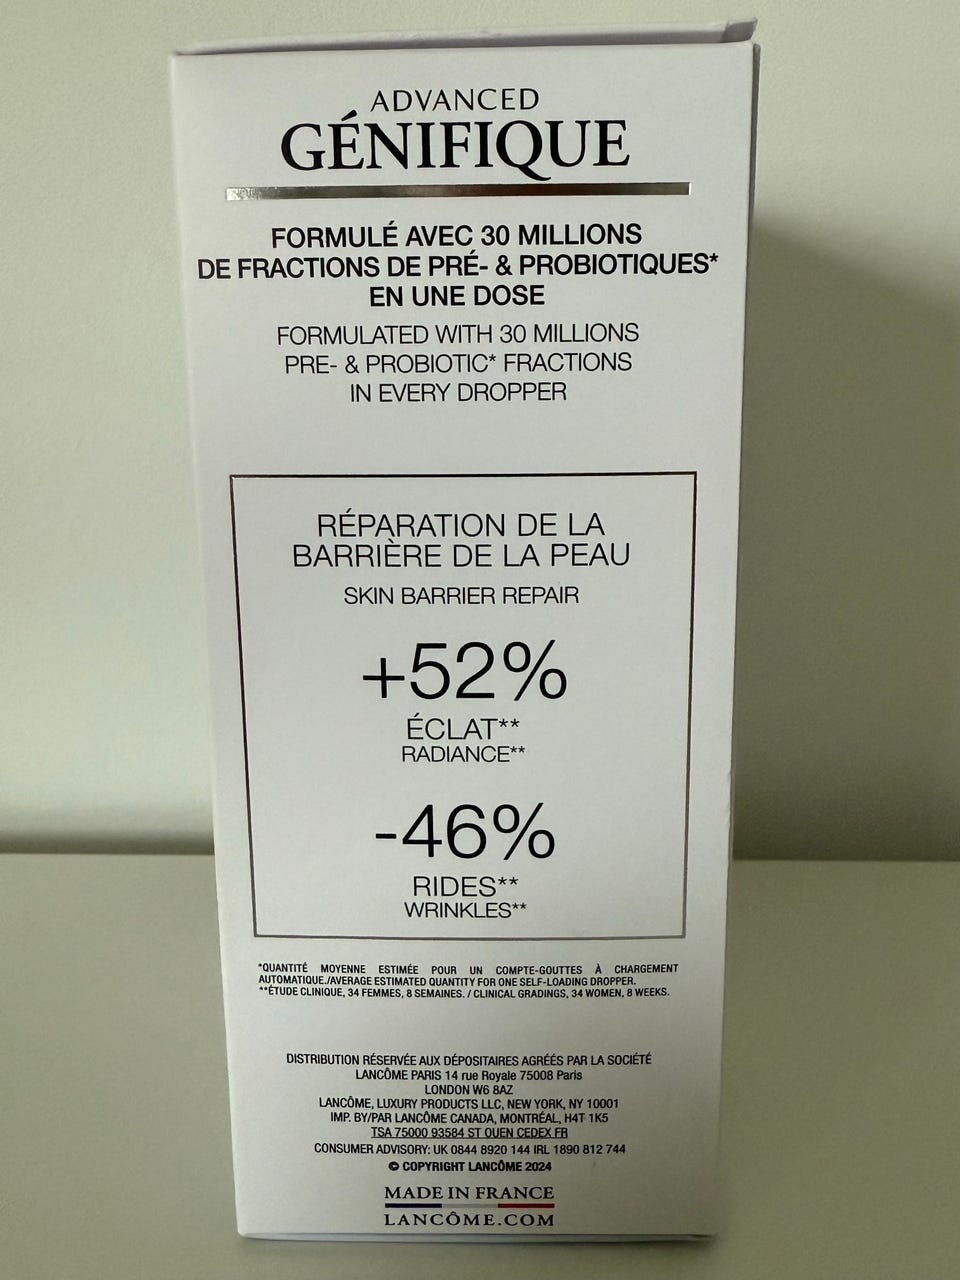 ADVANCED
GÉNIFIQUE
FORMULÉ AVEC 30 MILLIONS
DE FRACTIONS DE PRÉ- & PROBIOTIQUES*
EN UNE DOSE
FORMULATED WITH 30 MILLIONS
PRE- & PROBIOTIC* FRACTIONS
IN EVERY DROPPER
RÉPARATION DE LA
BARRIÈRE DE LA PEAU
SKIN BARRIER REPAIR
+52%
ÉCLAT**
RADIANCE**
-46%
RIDES**
WRINKLES**
*QUANTITÉ MOYENNE ESTIMÉE POUR UN COMPTE-GOUTTES À CHARGEMENT
AUTOMATIQUE./AVERAGE ESTIMATED QUANTITY FOR ONE SELF-LOADING DROPPER.
**ÉTUDE CLINIQUE, 34 FEMMES, 8 SEMAINES. / CLINICAL GRADINGS, 34 WOMEN, 8 WEEKS.
DISTRIBUTION RÉSERVÉE AUX DÉPOSITAIRES AGRÉÉS PAR LA SOCIÉTÉ
LANCÔME PARIS 14 rue Royale 75008 Paris
LONDON W6 8AZ
LANCÔME, LUXURY PRODUCTS LLC, NEW YORK, NY 10001
IMP. BY/PAR LANCÔME CANADA, MONTRÉAL, H4T 1K5
TSA 75000 93584 ST OUEN CEDEX FR
CONSUMER ADVISORY: UK 0844 8920 144 IRL 1890 812 744
© COPYRIGHT LANCÔME 2024
MADE IN FRANCE
LANCÔME.COM